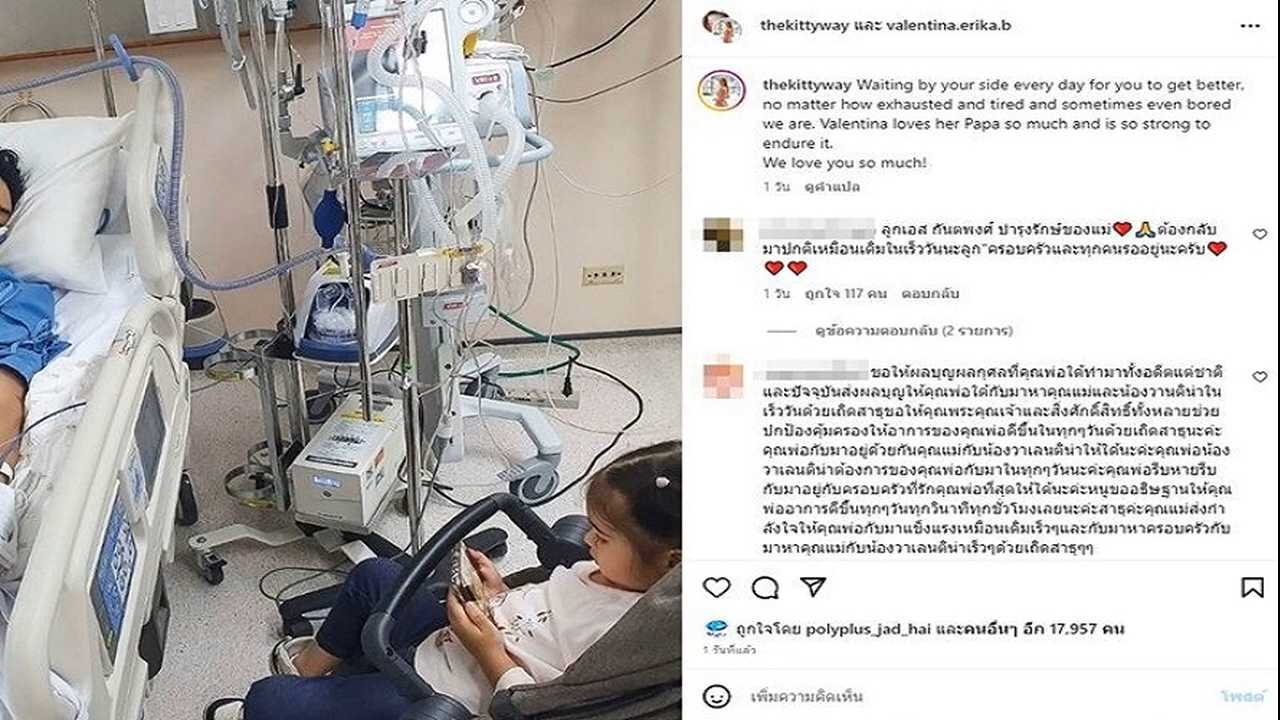 thekittyway และ valentina.erika.b
thekittyway Waiting by your side every day for you to get better,
no matter how exhausted and tired and sometimes even bored
we are. Valentina loves her Papa so much and is so strong to
endure it.
We love you so much!
1 วัน ดูคำแปล
ลูกเอส กันตพงศ์ บำรุงรักษ์ของแม่❤️🙏ต้องกลับ
มาปกติเหมือนเดิมในเร็ววันนะลูก"ครอบครัวและทุกคนรออยู่นะครับ❤️
❤️❤️
1 วัน ถูกใจ 117 คน ตอบกลับ
ดูข้อความตอบกลับ (2 รายการ)
ขอให้ผลบุญผลกุศลที่คุณพ่อได้ทำมาทั้งอดีตแต่ชาติ
และปัจจุบันส่งผลบุญให้คุณพ่อได้กับมาหาคุณแม่และน้องวานติน่าใน
เร็ววันด้วยเถิดสาธุขอให้คุณพระคุณเจ้าและสิ่งศักดิ์สิทธิ์ทั้งหลายช่วย
ปกป้องคุ้มครองให้อาการของคุณพ่อดีขึ้นในทุกๆวันด้วยเถิดสาธุนะค่ะ
คุณพ่อกับมาอยู่ด้วยกันคุณแม่กับน้องวาเลนติน่าให้ได้นะค่ะคุณพ่อน้อง
วาเลนติน่าต้องการของคุณพ่อกับมาในทุกๆวันนะค่ะคุณพ่อรีบหายรีบ
กับมาอยู่กับครอบครัวที่รักคุณพ่อที่สุดให้ได้นะค่ะหนูขออธิษฐานให้คุณ
พ่ออาการดีขึ้นทุกๆวันทุกวินาทีทุกชั่วโมงเลยนะค่ะสาธุค่ะคุณแม่ส่งกำ
ลังใจให้คุณพ่อกับมาแข็งแรงเหมือนเดิมเร็วๆและกับมาหาครอบครัวกับ
มาหาคุณแม่กับน้องวาเลนติน่าเร็วๆด้วยเถิดสาธุๆๆ
ถูกใจโดย polyplus_jad_hai และคนอื่นๆ อีก 17,957 คน
1 วันที่แล้ว
เพิ่มความคิดเห็น
โพสต์